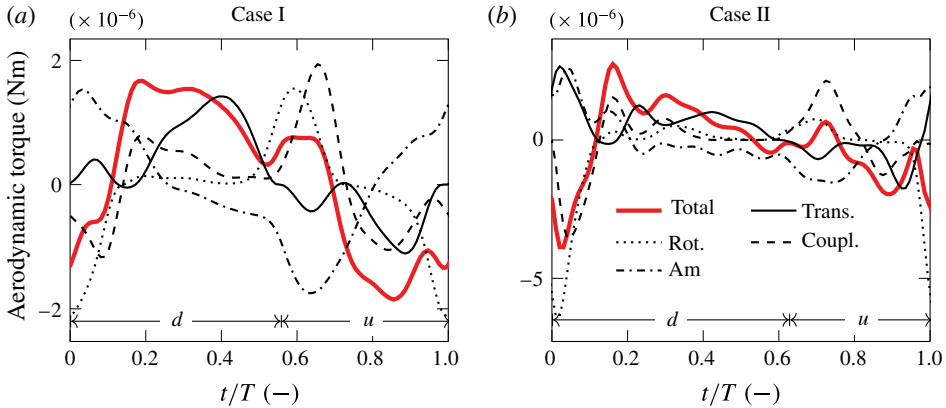 (a) Case I
(× 10⁻⁶)
Aerodynamic torque (Nm)
2
0
−2
d u
0 0.2 0.4 0.6 0.8 1.0
t/T (−)
(b) Case II
(× 10⁻⁶)
0
−5
Total Trans.
Rot. Coupl.
Am
d u
0 0.2 0.4 0.6 0.8 1.0
t/T (−)